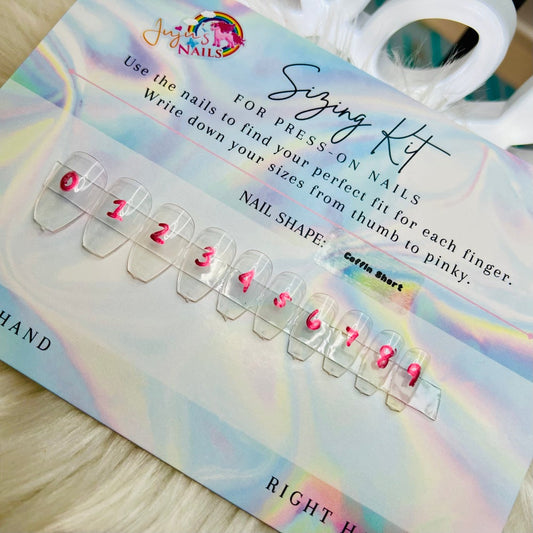 Juju's
NAILS
Sizing Kit
FOR PRESS-ON NAILS
Use the nails to find your perfect fit for each finger.
Write down your sizes from thumb to pinky.
NAIL SHAPE:
Coffin Short
0 1 2 3 4 5 6 7 8 9
HAND
RIGHT H